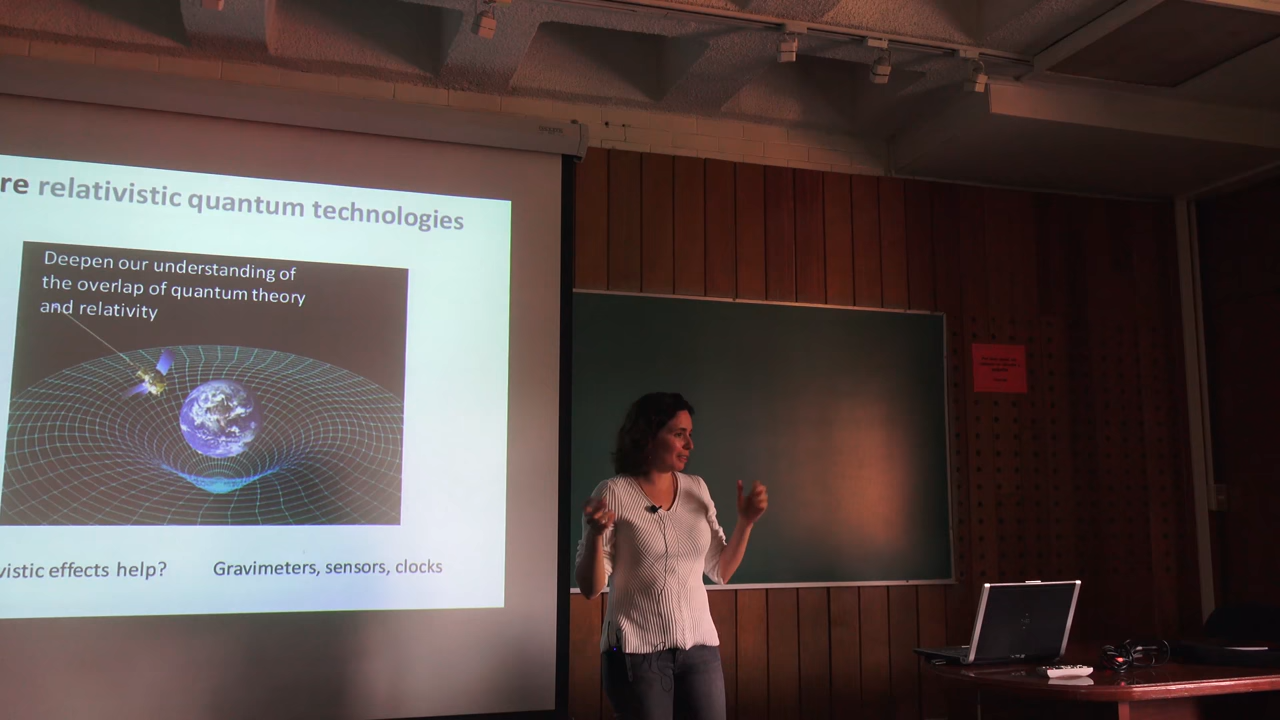 re relativistic quantum technologies
Deepen our understanding of
the overlap of quantum theory
and relativity
vistic effects help?
Gravimeters, sensors, clocks